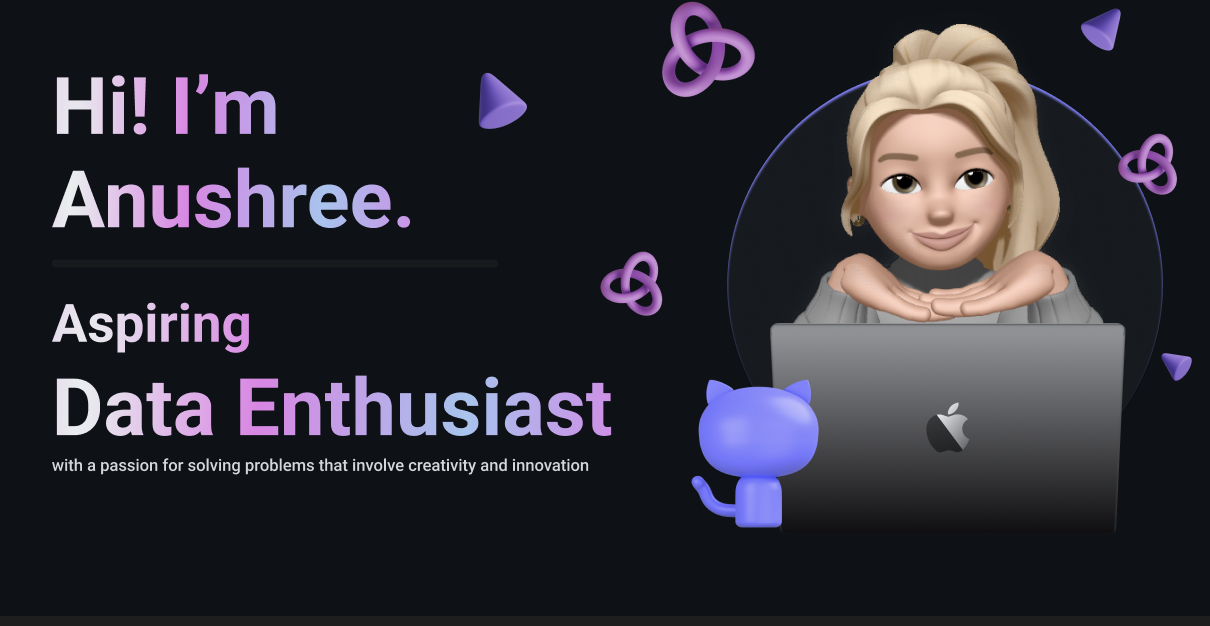 Hi! I’m
Anushree.
Aspiring
Data Enthusiast
with a passion for solving problems that involve creativity and innovation